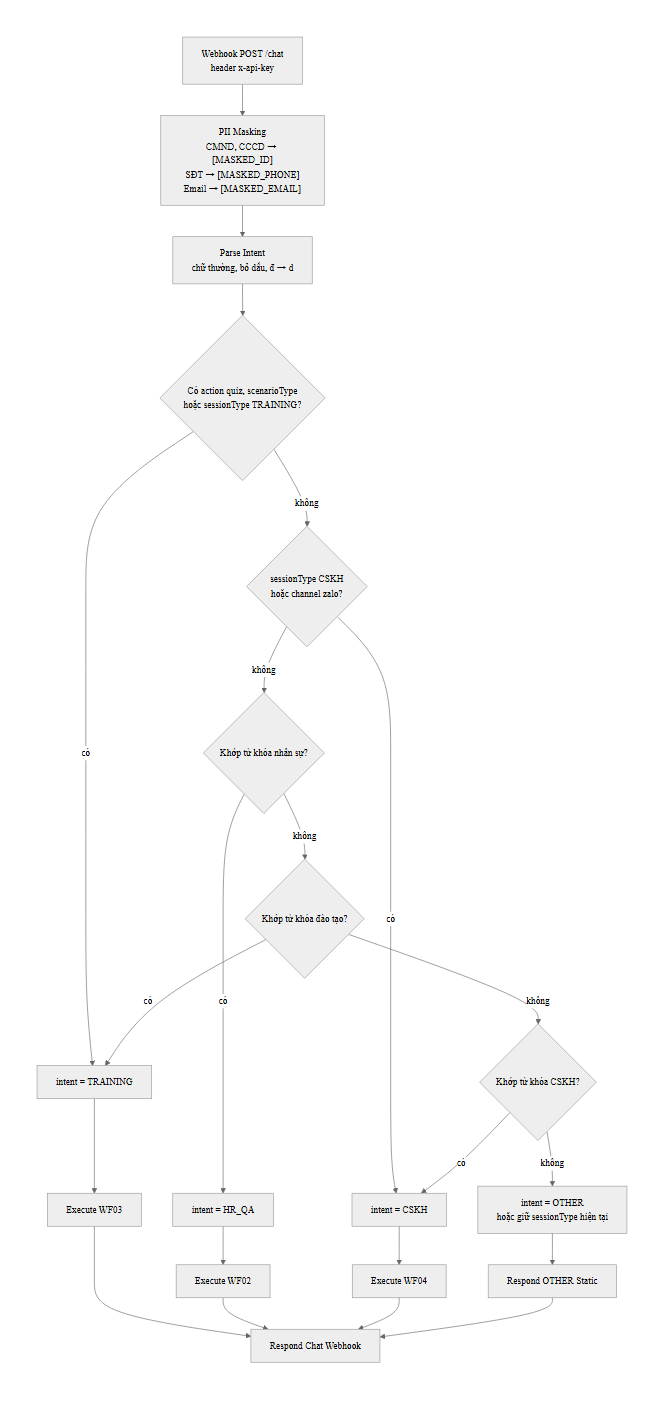 Webhook POST /chat
header x-api-key
PII Masking
CMND, CCCD →
[MASKED_ID]
SĐT → [MASKED_PHONE]
Email → [MASKED_EMAIL]
Parse Intent
chữ thường, bỏ dấu, đ → d
Có action quiz, scenarioType
hoặc sessionType TRAINING?
không
sessionType CSKH
hoặc channel zalo?
không
có
Khớp từ khóa nhân sự?
không
Khớp từ khóa đào tạo?
có
có
có
không
intent = TRAINING
Khớp từ khóa CSKH?
có
không
Execute WF03
intent = HR_QA
intent = CSKH
intent = OTHER
hoặc giữ sessionType hiện tại
Execute WF02
Execute WF04
Respond OTHER Static
Respond Chat Webhook